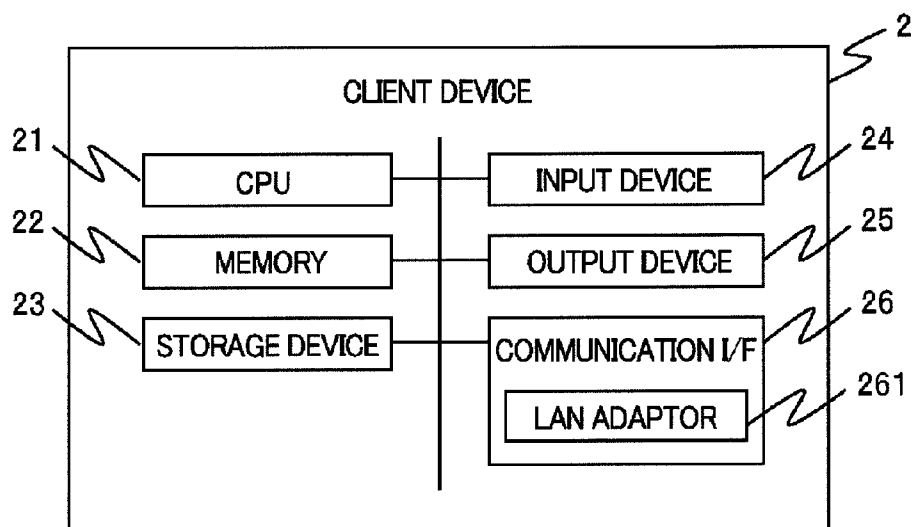 2
CLIENT DEVICE
21
CPU
24
INPUT DEVICE
22
MEMORY
25
OUTPUT DEVICE
23
STORAGE DEVICE
26
COMMUNICATION I/F
261
LAN ADAPTOR